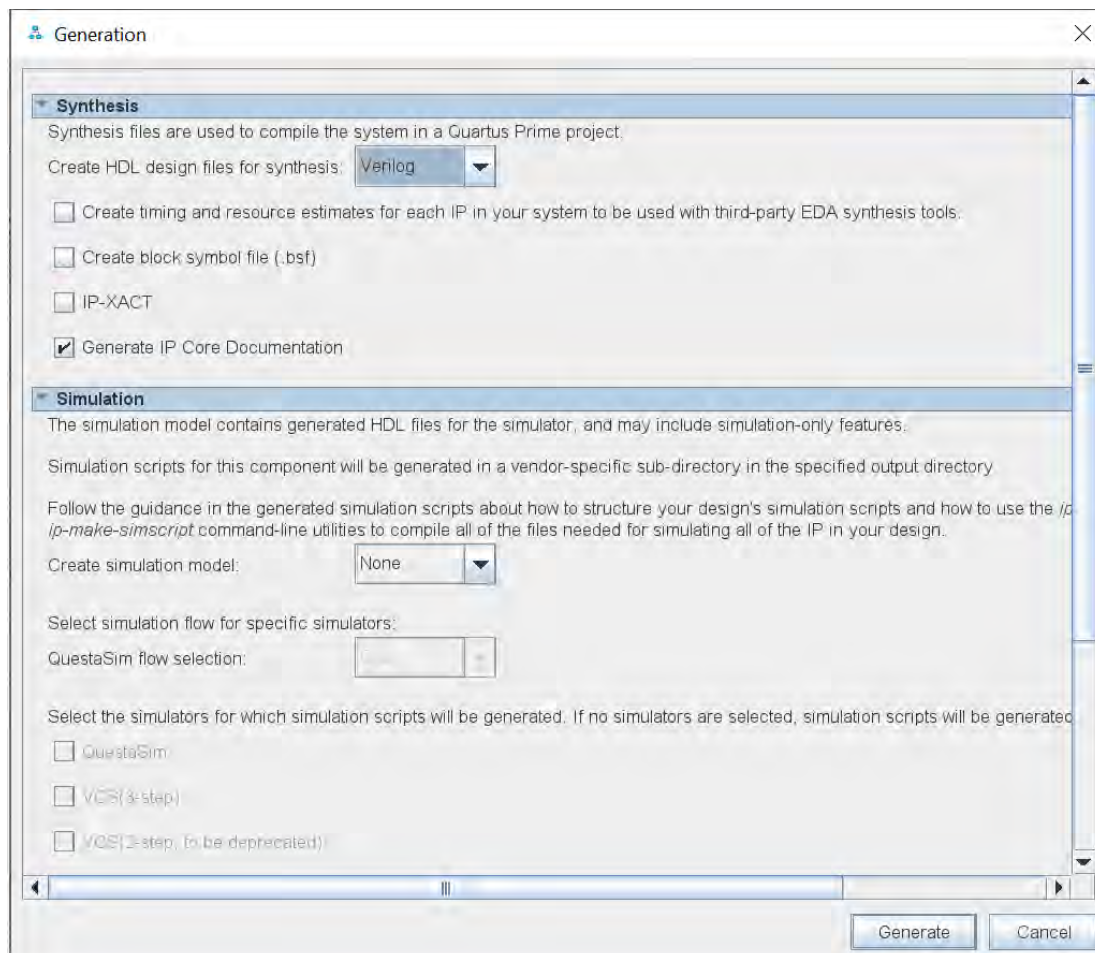 Generation
Synthesis
Synthesis files are used to compile the system in a Quartus Prime project.
Create HDL design files for synthesis: Verilog
Create timing and resource estimates for each IP in your system to be used with third-party EDA synthesis tools.
Create block symbol file (.bsf)
IP-XACT
Generate IP Core Documentation
Simulation
The simulation model contains generated HDL files for the simulator, and may include simulation-only features.
Simulation scripts for this component will be generated in a vendor-specific sub-directory in the specified output directory
Follow the guidance in the generated simulation scripts about how to structure your design's simulation scripts and how to use the ip
ip-make-simscript command-line utilities to compile all of the files needed for simulating all of the IP in your design.
Create simulation model: None
Select simulation flow for specific simulators:
QuestaSim flow selection:
Select the simulators for which simulation scripts will be generated. If no simulators are selected, simulation scripts will be generated
QuestaSim
VCS(3-step)
VCS(2-step, to be deprecated)
Generate Cancel